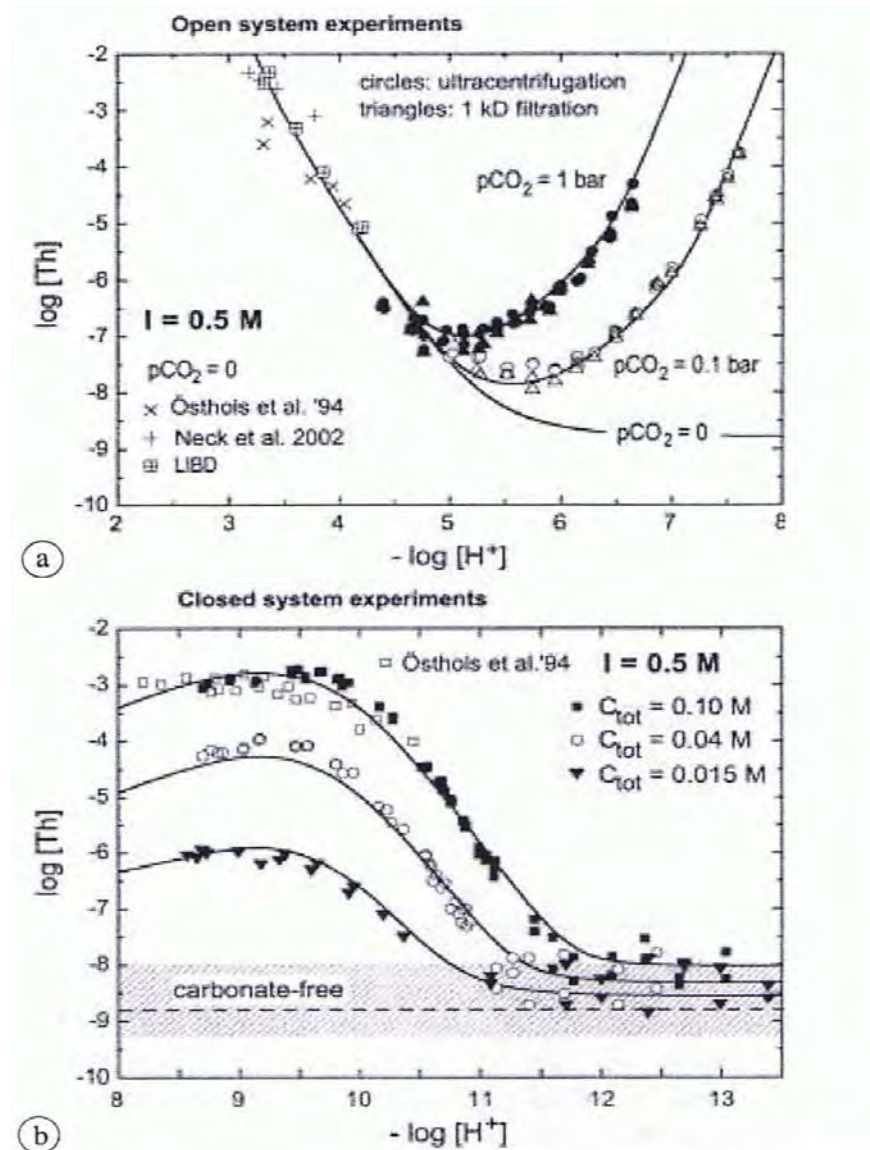 Open system experiments
-2
-3
-4
-5
-6
-7
-8
-9
-10
log [Th]
circles: ultracentrifugation
triangles: 1 kD filtration
pCO2 = 1 bar
I = 0.5 M
pCO2 = 0
× Östhois et al. '94
+ Neck et al. 2002
LIBD
pCO2 = 0.1 bar
pCO2 = 0
2 3 4 5 6 7 8
a
- log [H+]
Closed system experiments
-2
-3
-4
-5
-6
-7
-8
-9
-10
log [Th]
Östhois et al.'94 I = 0.5 M
Ctot = 0.10 M
Ctot = 0.04 M
Ctot = 0.015 M
carbonate-free
8 9 10 11 12 13
b
- log [H+]